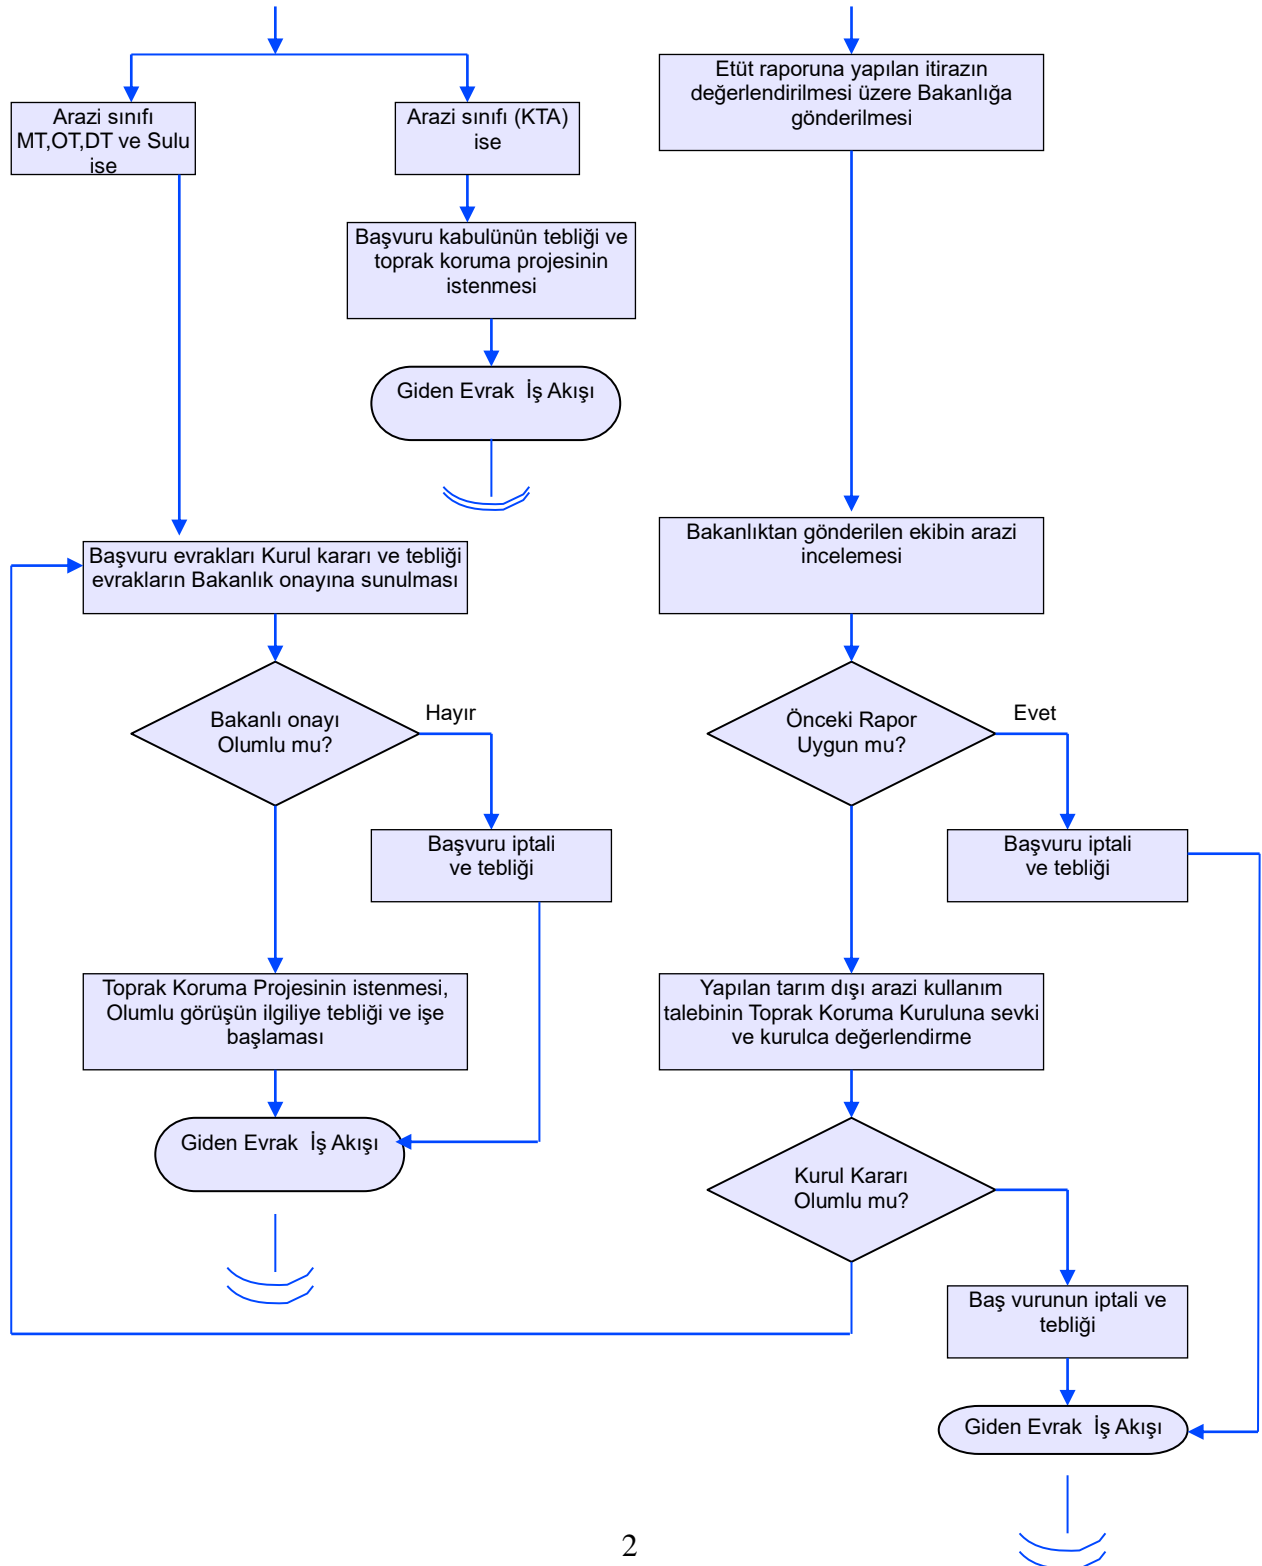 Arazi sınıfı
MT,OT,DT ve Sulu
ise
Arazi sınıfı (KTA)
ise
Başvuru kabülünün tebliği ve
toprak koruma projesinin
istenmesi
Giden Evrak  İş Akışı
Başvuru evrakları Kurul kararı ve tebliği
evrakların Bakanlık onayına sunulması
Bakanlı onayı
Olumlu mu?
Hayır
Başvuru iptali
ve tebliği
Toprak Koruma Projesinin istenmesi,
Olumlu görüşün ilgiliye tebliği ve işe
başlaması
Giden Evrak  İş Akışı
Etüt raporuna yapılan itirazın
değerlendirilmesi üzere Bakanlığa
gönderilmesi
Bakanlıktan gönderilen ekibin arazi
incelemesi
Önceki Rapor
Uygun mu?
Evet
Başvuru iptali
ve tebliği
Yapılan tarım dışı arazi kullanım
talebinin Toprak Koruma Kuruluna sevki
ve kurulca değerlendirme
Kurul Kararı
Olumlu mu?
Baş vurunun iptali ve
tebliği
Giden Evrak  İş Akışı
2